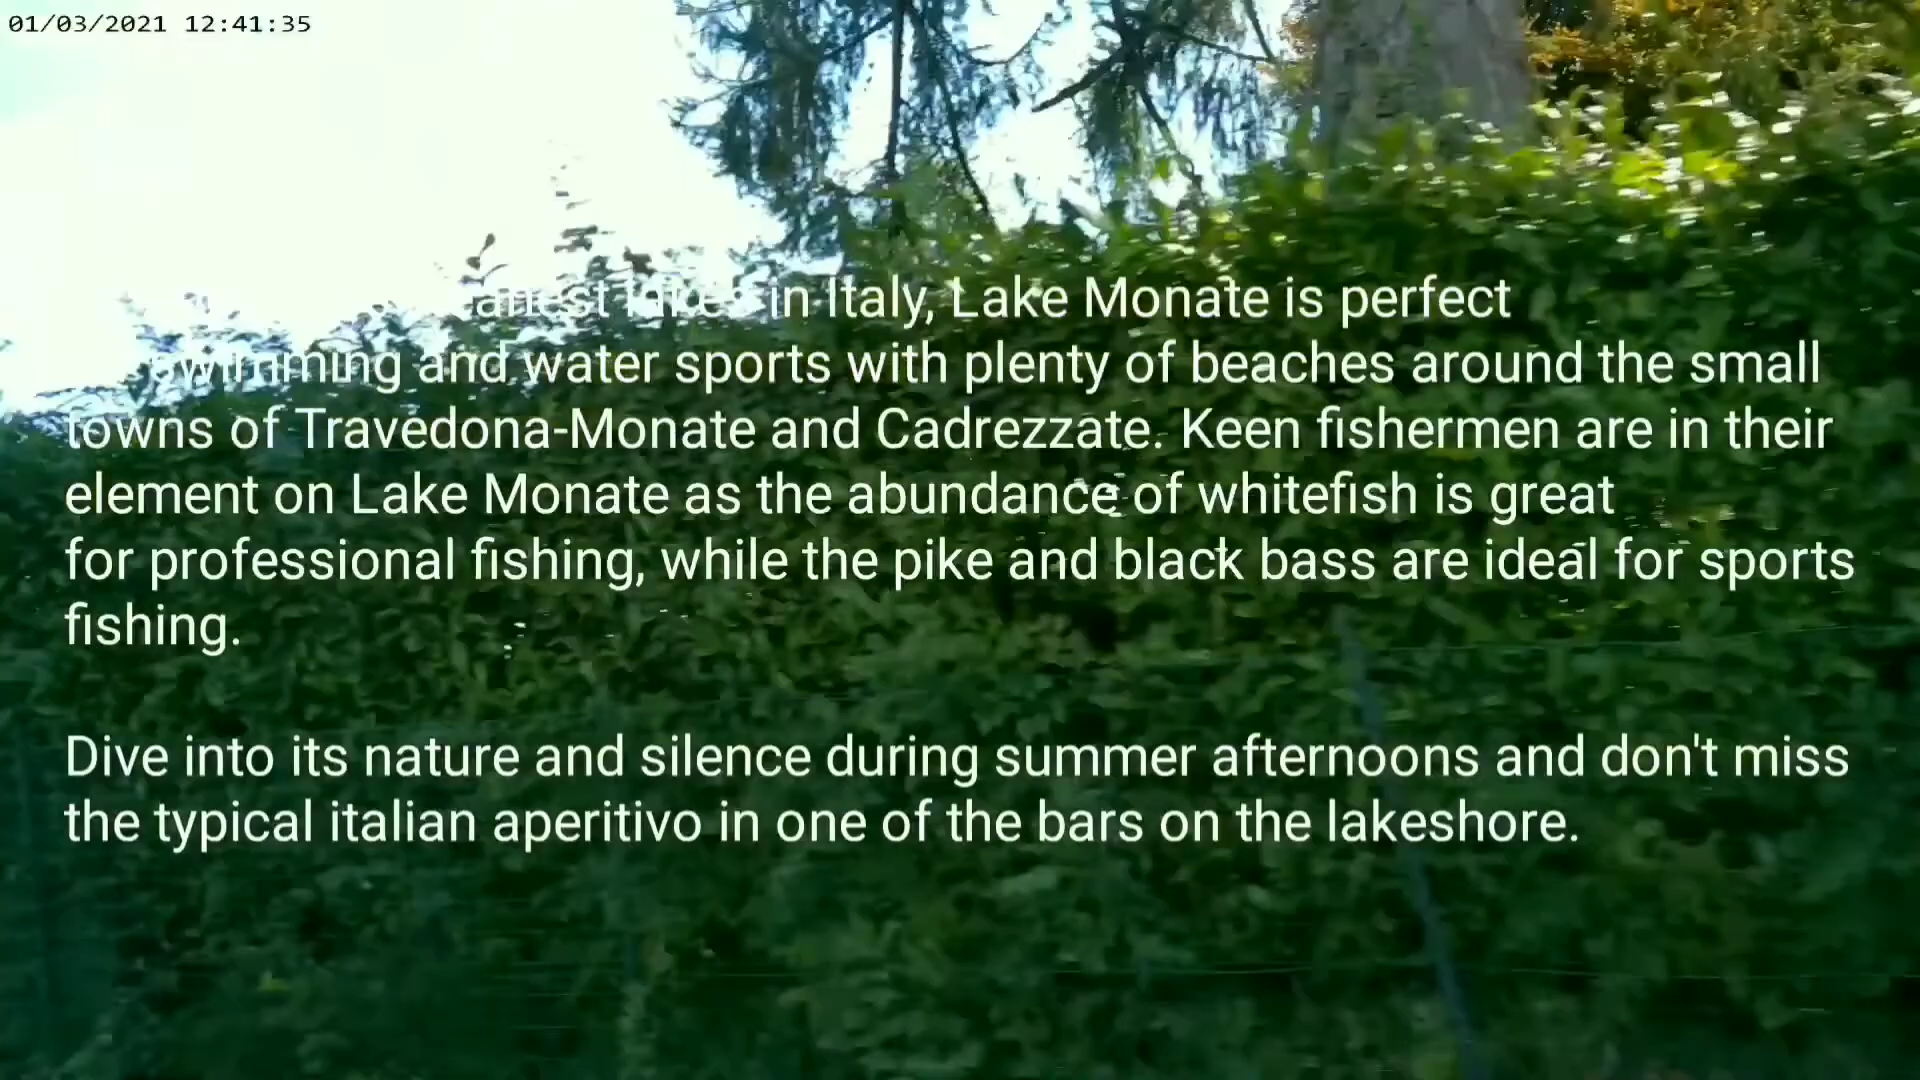 01/03/2021 12:41:35
lakes in Italy, Lake Monate is perfect
swimming and water sports with plenty of beaches around the small
towns of Travedona-Monate and Cadrezzate. Keen fishermen are in their
element on Lake Monate as the abundance of whitefish is great
for professional fishing, while the pike and black bass are ideal for sports
fishing.
Dive into its nature and silence during summer afternoons and don't miss
the typical italian aperitivo in one of the bars on the lakeshore.